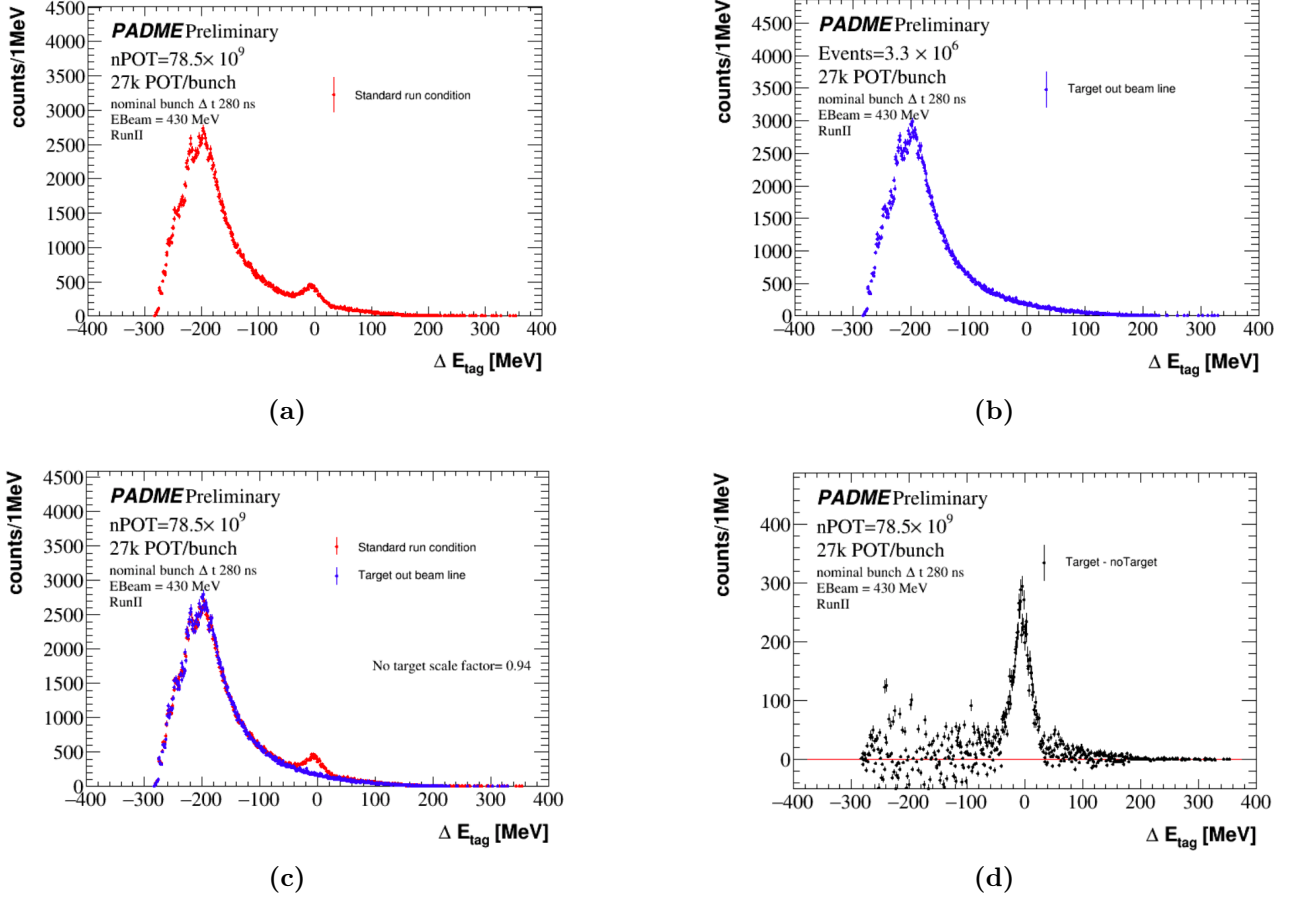 counts/1MeV
4500
4000
3500
3000
2500
2000
1500
1000
500
0
PADME Preliminary
nPOT=78.5× 10^9
27k POT/bunch
nominal bunch Δ t 280 ns
EBeam = 430 MeV
RunII
Standard run condition
−400 −300 −200 −100 0 100 200 300 400
Δ E_tag [MeV]
(a)
counts/1MeV
4500
4000
3500
3000
2500
2000
1500
1000
500
0
PADME Preliminary
Events=3.3 × 10^6
27k POT/bunch
nominal bunch Δ t 280 ns
EBeam = 430 MeV
RunII
Target out beam line
−400 −300 −200 −100 0 100 200 300 400
Δ E_tag [MeV]
(b)
counts/1MeV
4500
4000
3500
3000
2500
2000
1500
1000
500
0
PADME Preliminary
nPOT=78.5× 10^9
27k POT/bunch
nominal bunch Δ t 280 ns
EBeam = 430 MeV
RunII
Standard run condition
Target out beam line
No target scale factor= 0.94
−400 −300 −200 −100 0 100 200 300 400
Δ E_tag [MeV]
(c)
counts/1MeV
400
300
200
100
0
PADME Preliminary
nPOT=78.5× 10^9
27k POT/bunch
nominal bunch Δ t 280 ns
EBeam = 430 MeV
RunII
Target - noTarget
−400 −300 −200 −100 0 100 200 300 400
Δ E_tag [MeV]
(d)